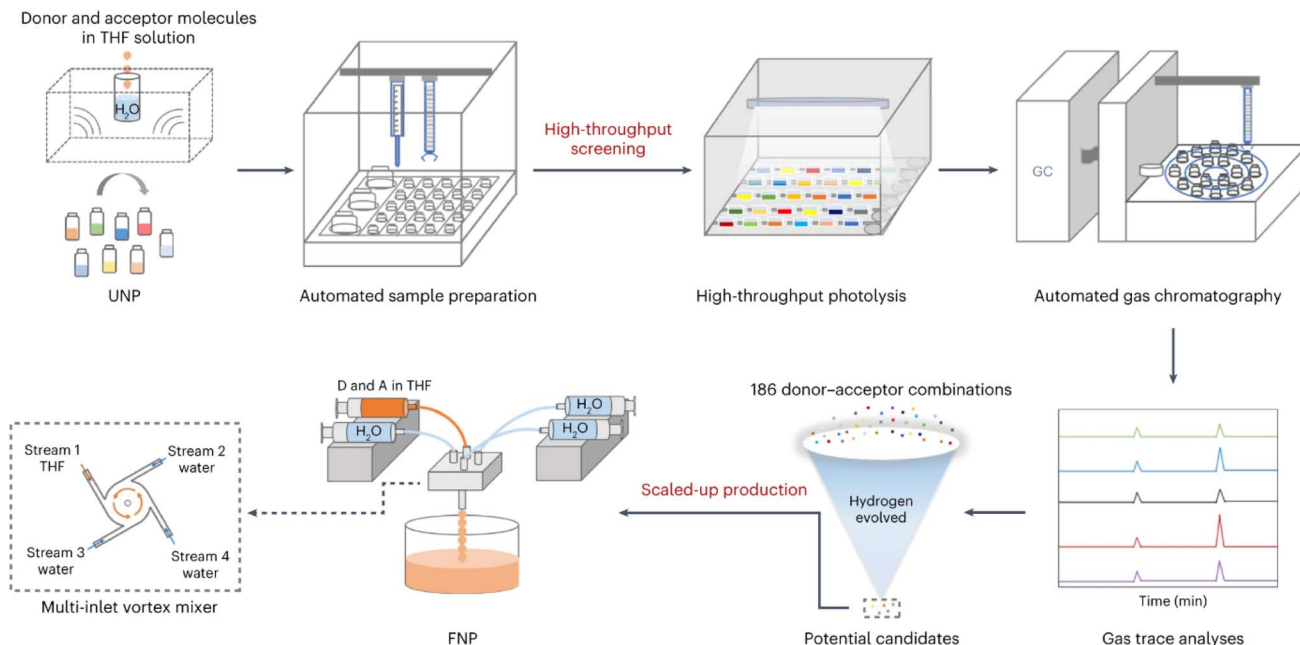 Donor and acceptor molecules
in THF solution
H₂O
UNP
Automated sample preparation
High-throughput
screening
High-throughput photolysis
GC
Automated gas chromatography
Stream 1
THF
Stream 2
water
Stream 3
water
Stream 4
water
Multi-inlet vortex mixer
D and A in THF
H₂O
H₂O
H₂O
FNP
Scaled-up production
186 donor–acceptor combinations
Hydrogen
evolved
Potential candidates
Time (min)
Gas trace analyses